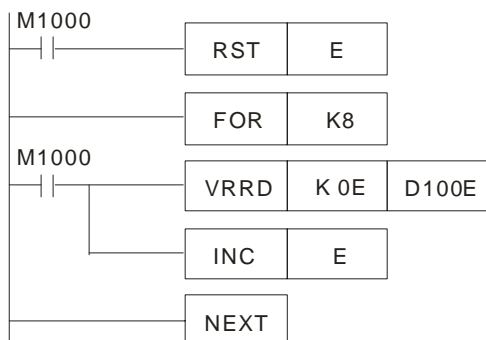 M1000
RST E
FOR K8
M1000
VRRD K 0E D100E
INC E
NEXT